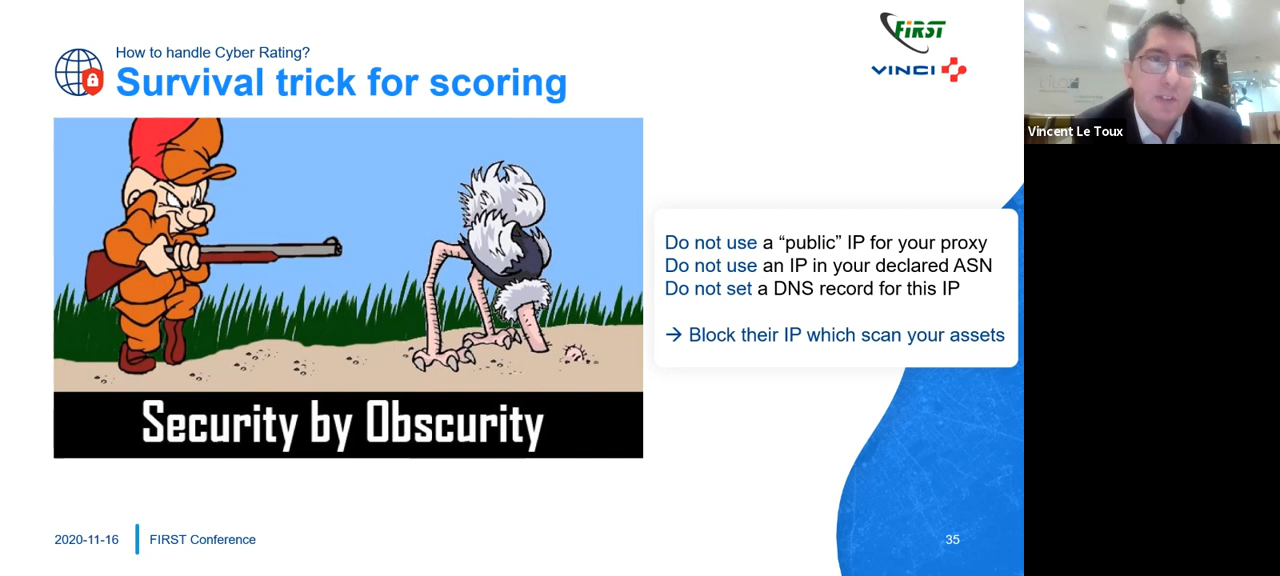 How to handle Cyber Rating?
Survival trick for scoring
FIRST
VINCI
Vincent Le Toux
Do not use a “public” IP for your proxy
Do not use an IP in your declared ASN
Do not set a DNS record for this IP
→ Block their IP which scan your assets
Security by Obscurity
2020-11-16
FIRST Conference
35